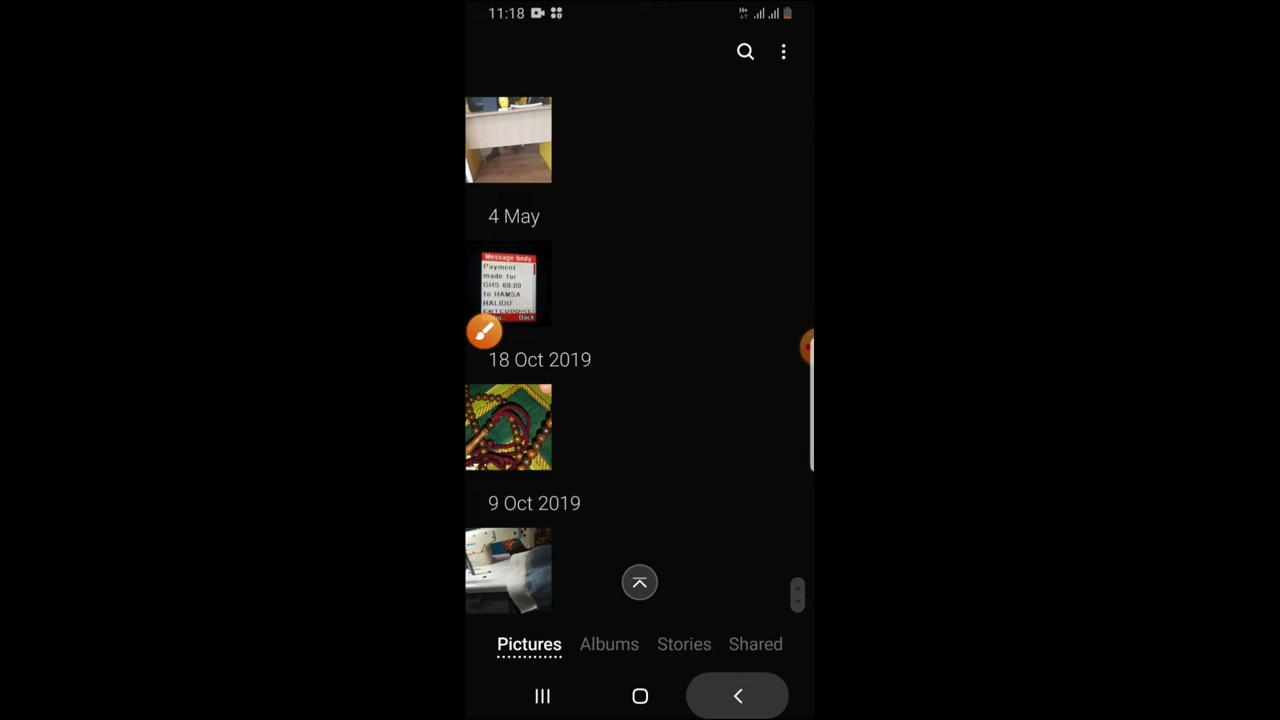 11:18
4 May
Message body
Payment
made for
GHS 60.00
to HAMSA
HALIDU
ENTERPRISE
Back
18 Oct 2019
9 Oct 2019
Pictures Albums Stories Shared